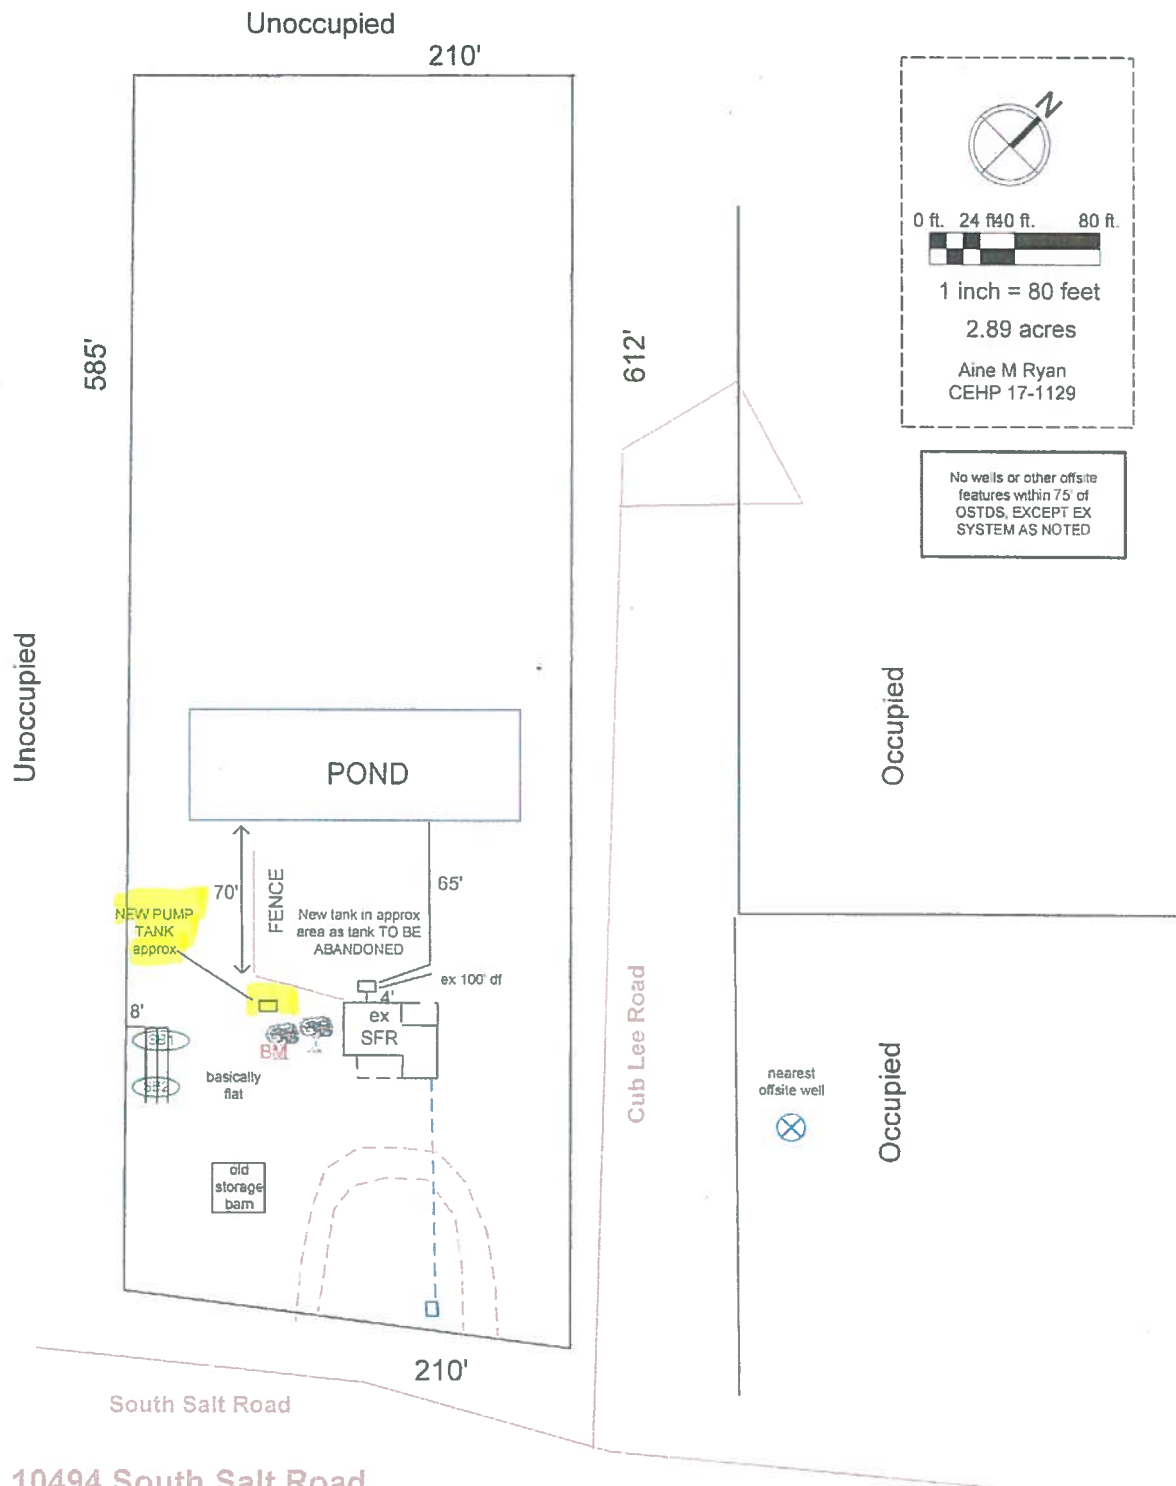 Unoccupied
210'
N
0 ft. 24 ft40 ft. 80 ft.
1 inch = 80 feet
2.89 acres
Aine M Ryan
CEHP 17-1129
585'
612'
No wells or other offsite
features within 75' of
OSTDS, EXCEPT EX
SYSTEM AS NOTED
Unoccupied
Occupied
POND
70'
FENCE
65'
NEW PUMP
TANK
approx
New tank in approx
area as tank TO BE
ABANDONED
ex 100' df
4'
8'
ex
SFR
SB1
BM
SB2
basically
flat
Cub Lee Road
nearest
offsite well
Occupied
old
storage
barn
210'
South Salt Road
10494 South Salt Road